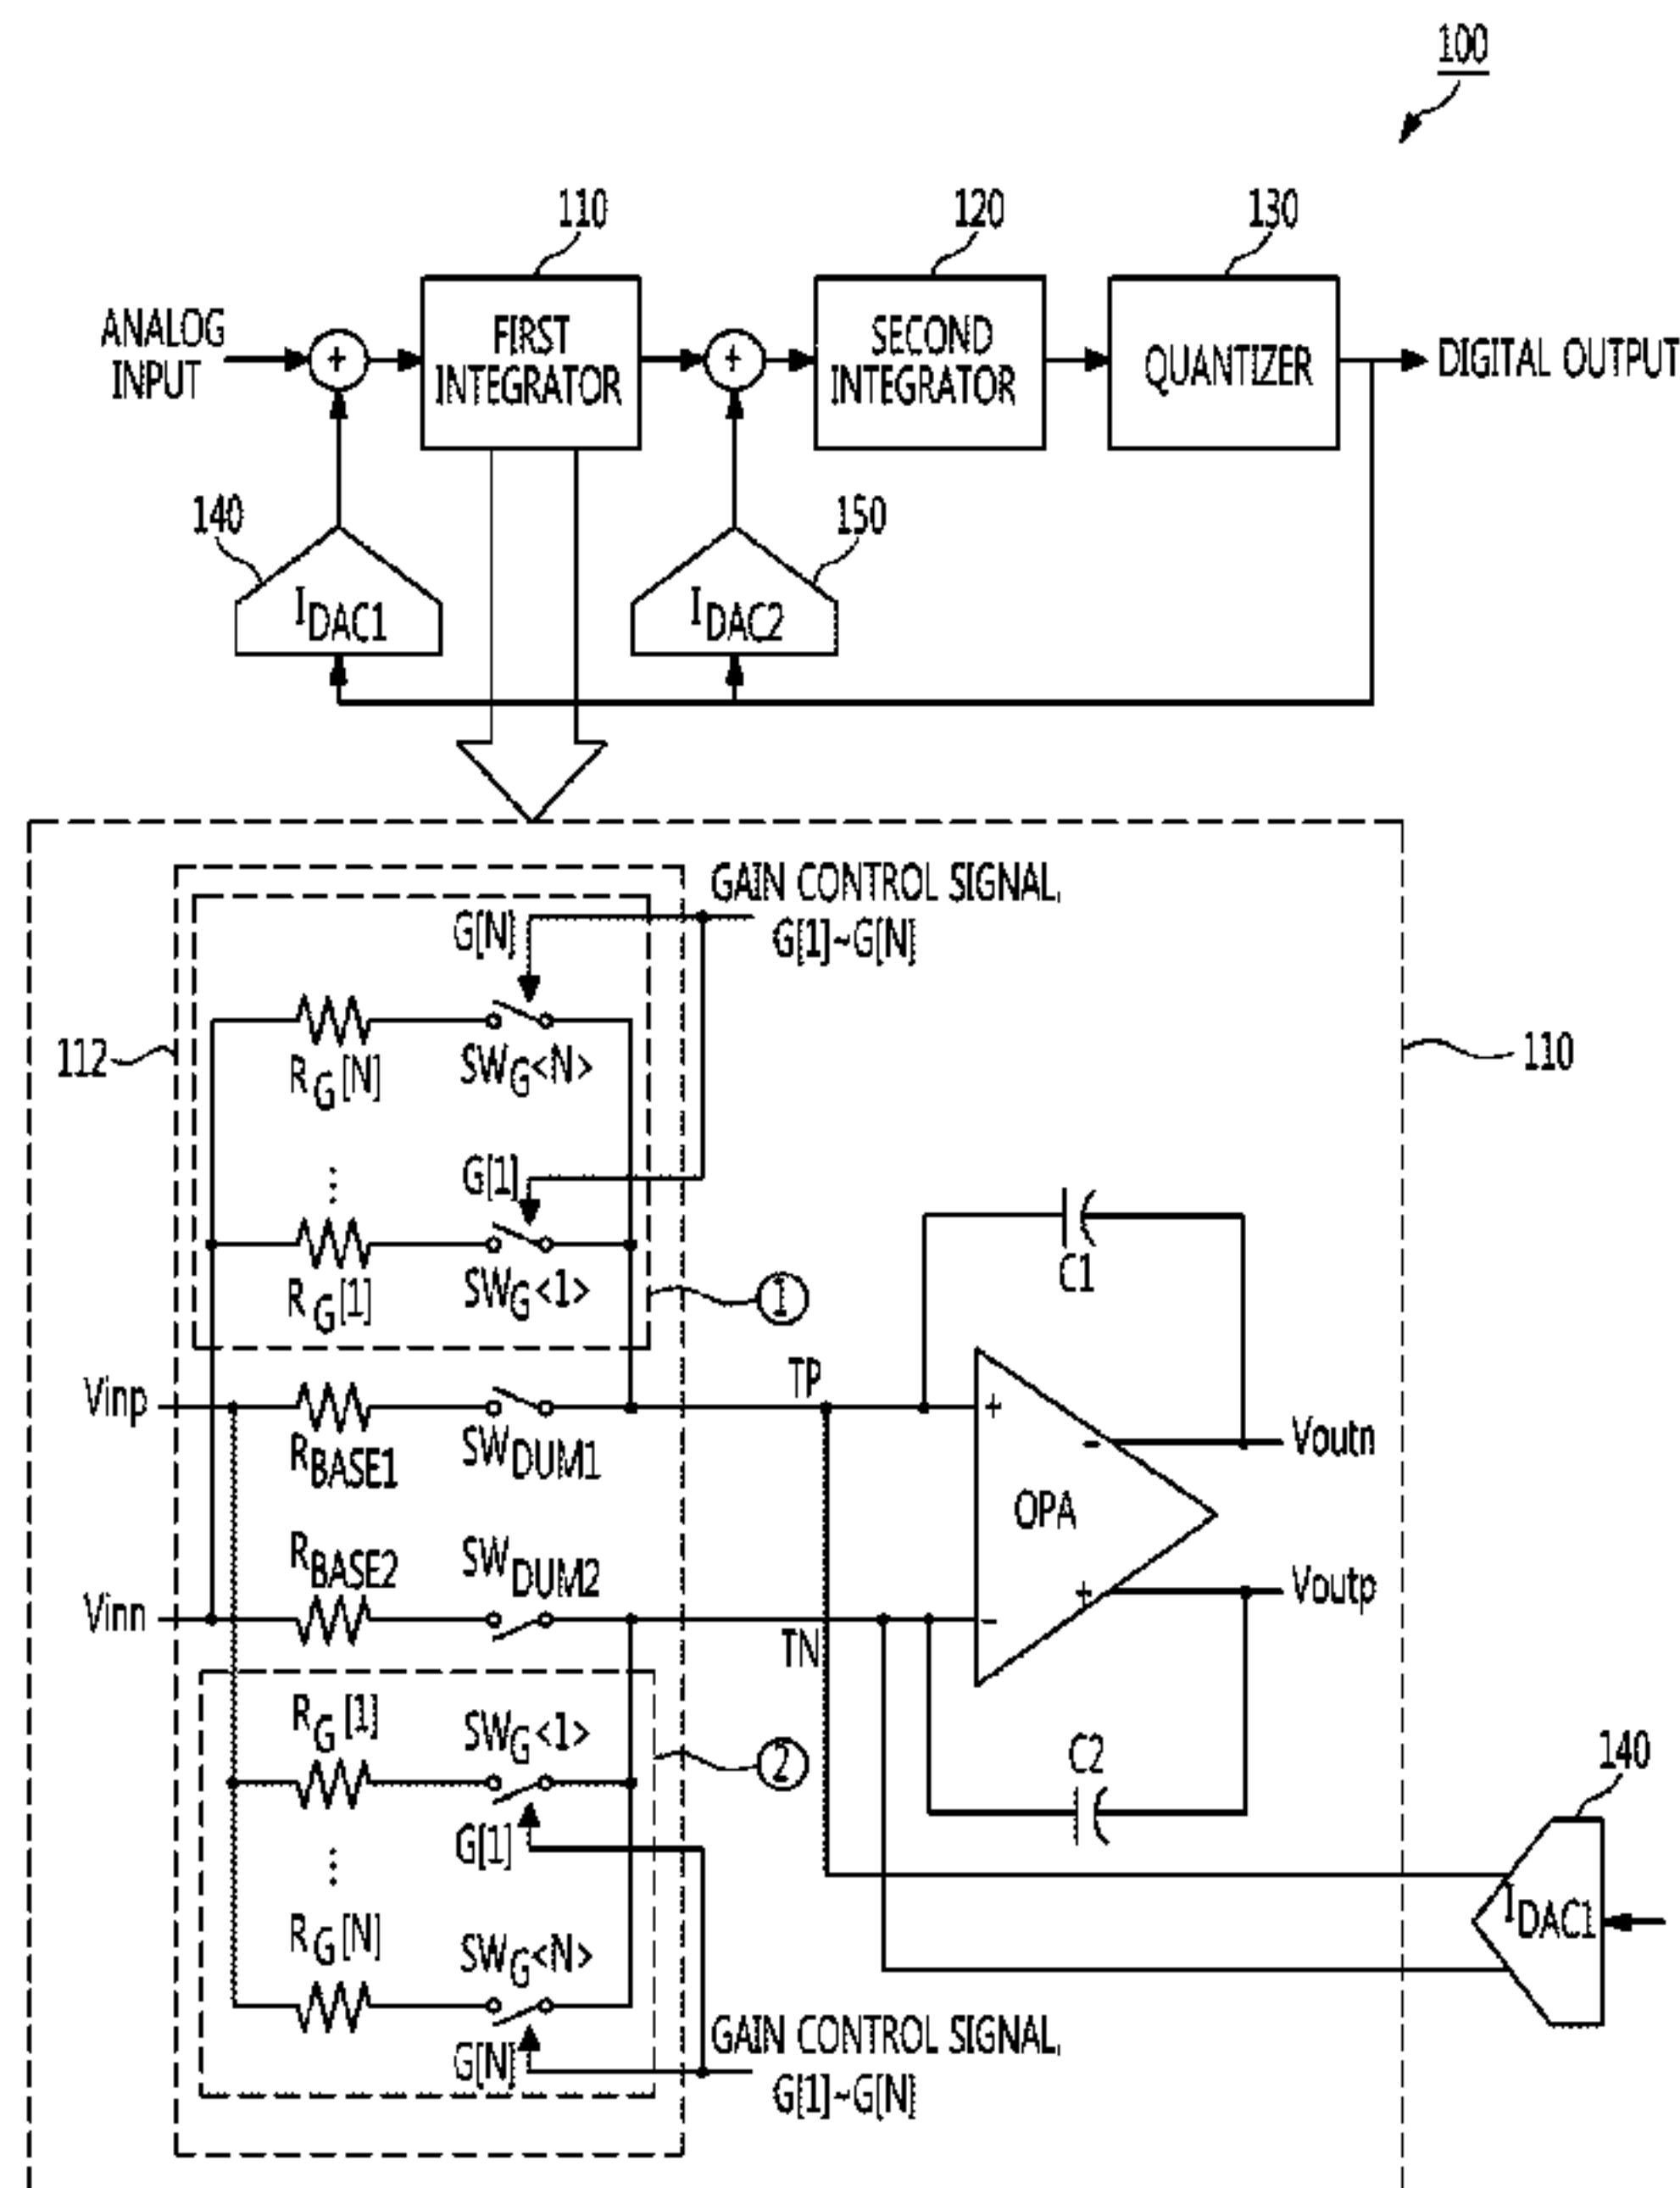 100
110
120
130
ANALOG
INPUT
+
FIRST
INTEGRATOR
+
SECOND
INTEGRATOR
QUANTIZER
DIGITAL OUTPUT
140
150
IDAC1
IDAC2
GAIN CONTROL SIGNAL,
G[1]~G[N]
G[N]
112
RG[N]
SWG<N>
110
⋮
G[1]
RG[1]
SWG<1>
①
C1
Vinp
RBASE1
SWDUM1
TP
+
-
Voutn
OPA
RBASE2
SWDUM2
Vinn
TN
-
+
Voutp
RG[1]
SWG<1>
②
C2
140
G[1]
⋮
RG[N]
SWG<N>
IDAC1
G[N]
GAIN CONTROL SIGNAL,
G[1]~G[N]